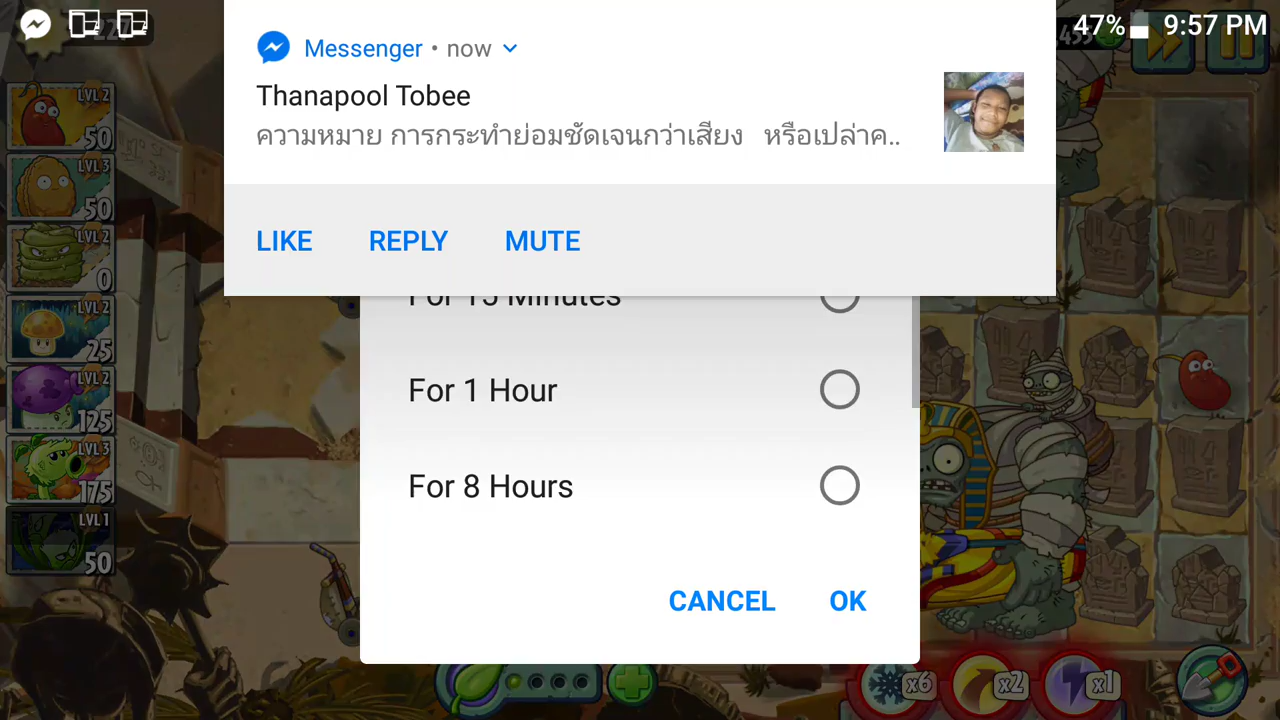 47% 9:57 PM
Messenger • now
Thanapool Tobee
ความหมาย การกระทำย่อมชัดเจนกว่าเสียง หรือเปล่าค..
LIKE REPLY MUTE
For 15 Minutes
For 1 Hour
For 8 Hours
CANCEL OK
LVL 2
50
LVL 3
50
LVL 2
0
LVL 2
25
LVL 2
125
LVL 3
175
LVL 1
50
x6 x2 x1